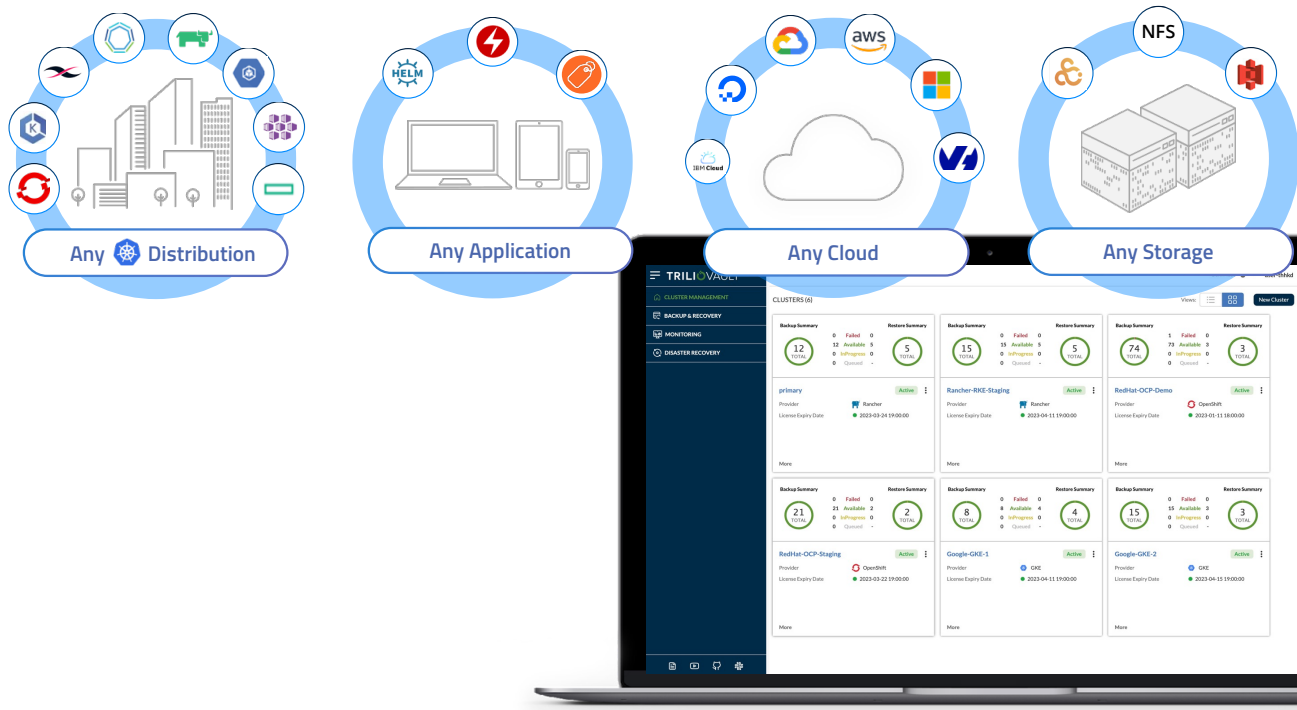 HELM
aws
NFS
IBM Cloud
Any Distribution
Any Application
Any Cloud
Any Storage
TRILIOVAULT
CLUSTER MANAGEMENT
BACKUP & RECOVERY
MONITORING
DISASTER RECOVERY
CLUSTERS (6)
Views:
New Cluster
Backup Summary
Restore Summary
12 TOTAL
0 Failed 0
12 Available 5
0 InProgress 0
0 Queued -
5 TOTAL
primary
Active
Provider Rancher
License Expiry Date 2023-03-24 19:00:00
More
Backup Summary
Restore Summary
15 TOTAL
0 Failed 0
15 Available 5
0 InProgress 0
0 Queued -
5 TOTAL
Rancher-RKE-Staging
Active
Provider Rancher
License Expiry Date 2023-04-11 19:00:00
More
Backup Summary
Restore Summary
74 TOTAL
1 Failed 0
73 Available 3
0 InProgress 0
0 Queued -
3 TOTAL
RedHat-OCP-Demo
Active
Provider OpenShift
License Expiry Date 2023-01-11 18:00:00
More
Backup Summary
Restore Summary
21 TOTAL
0 Failed 0
21 Available 2
0 InProgress 0
0 Queued -
2 TOTAL
RedHat-OCP-Staging
Active
Provider OpenShift
License Expiry Date 2023-03-22 19:00:00
More
Backup Summary
Restore Summary
8 TOTAL
0 Failed 0
8 Available 4
0 InProgress 0
0 Queued -
4 TOTAL
Google-GKE-1
Active
Provider GKE
License Expiry Date 2023-04-11 19:00:00
More
Backup Summary
Restore Summary
15 TOTAL
0 Failed 0
15 Available 3
0 InProgress 0
0 Queued -
3 TOTAL
Google-GKE-2
Active
Provider GKE
License Expiry Date 2023-04-15 19:00:00
More